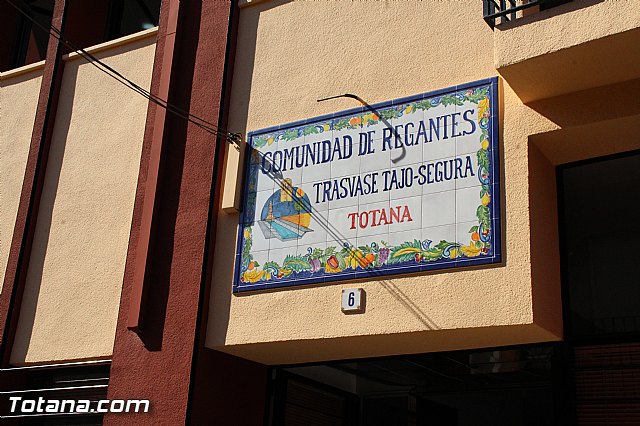 COMUNIDAD DE REGANTES
TRASVASE TAJO-SEGURA
TOTANA
6
Totana.com